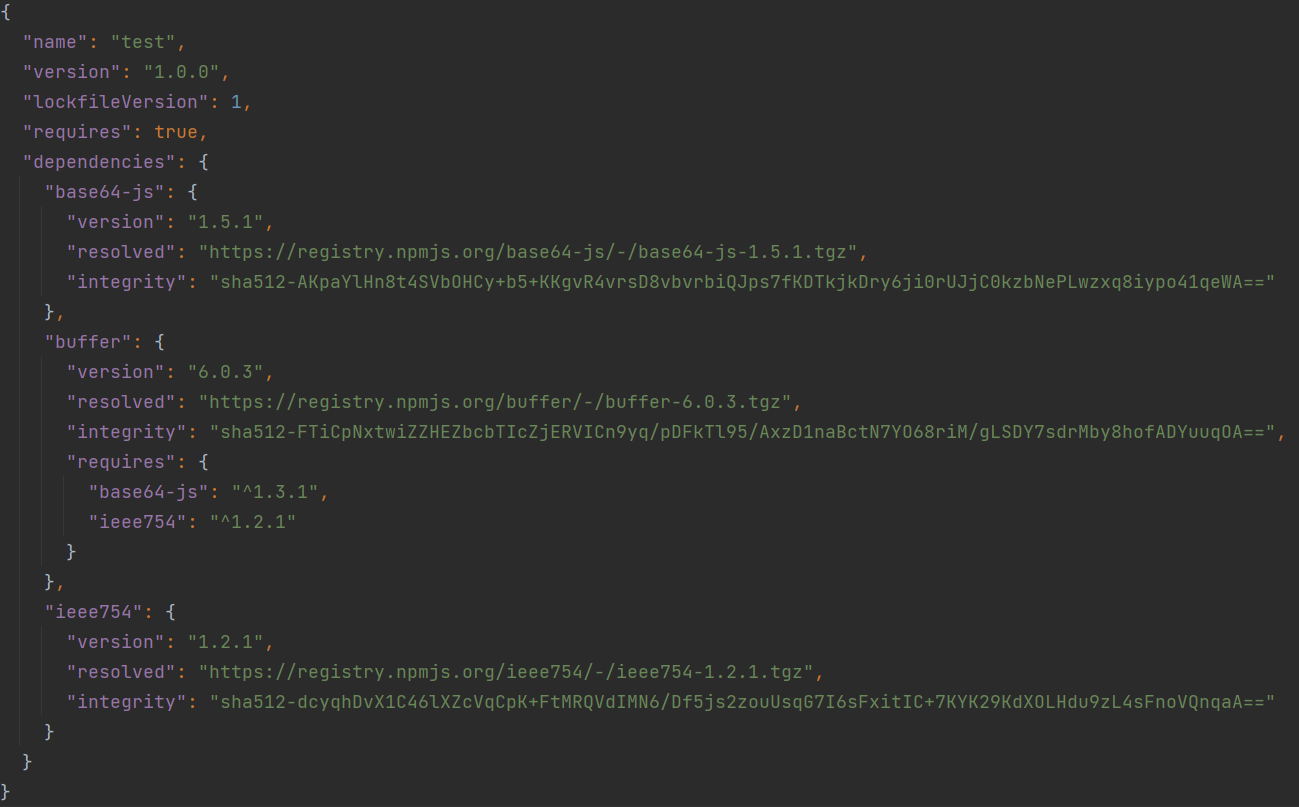 {
  "name": "test",
  "version": "1.0.0",
  "lockfileVersion": 1,
  "requires": true,
  "dependencies": {
    "base64-js": {
      "version": "1.5.1",
      "resolved": "https://registry.npmjs.org/base64-js/-/base64-js-1.5.1.tgz",
      "integrity": "sha512-AKpaYlHn8t4SVbOHCy+b5+KKgvR4vrsD8vbvrbiQJps7fKDTkjkDry6ji0rUJjC0kzbNePLwzxq8iypo41qeWA=="
    },
    "buffer": {
      "version": "6.0.3",
      "resolved": "https://registry.npmjs.org/buffer/-/buffer-6.0.3.tgz",
      "integrity": "sha512-FTiCpNxtwiZZHEZbcbTIcZjERVICn9yq/pDFkTl95/AxzD1naBctN7YO68riM/gLSDY7sdrMby8hofADYuuqOA==",
      "requires": {
        "base64-js": "^1.3.1",
        "ieee754": "^1.2.1"
      }
    },
    "ieee754": {
      "version": "1.2.1",
      "resolved": "https://registry.npmjs.org/ieee754/-/ieee754-1.2.1.tgz",
      "integrity": "sha512-dcyqhDvX1C46lXZcVqCpK+FtMRQVdIMN6/Df5js2zouUsqG7I6sFxitIC+7KYK29KdXOLHdu9zL4sFnoVQnqaA=="
    }
  }
}